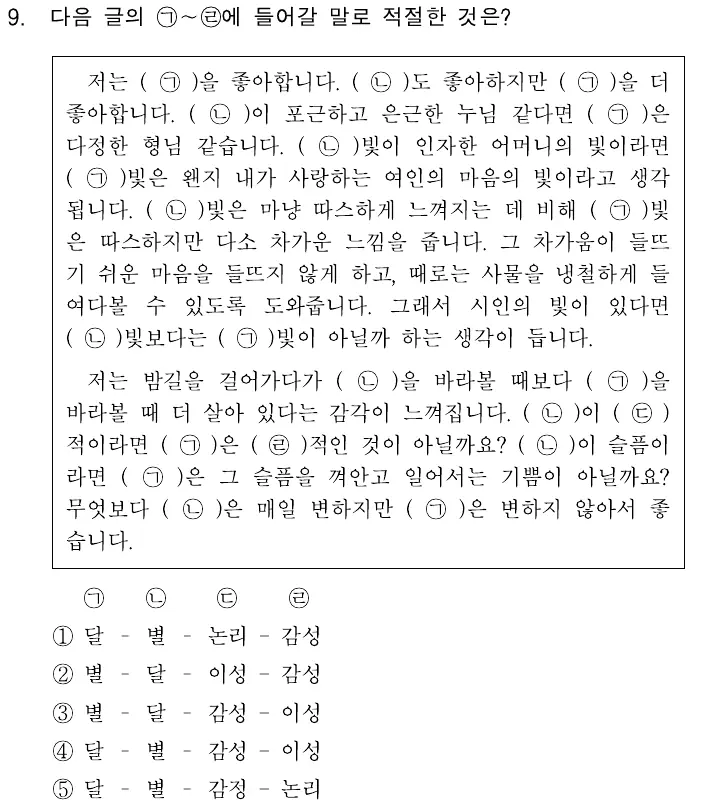 9. 다음 글의 ㉠~㉣에 들어갈 말로 적절한 것은?
저는 ( ㉠ )을 좋아합니다. ( ㉡ )도 좋아하지만 ( ㉠ )을 더
좋아합니다. ( ㉡ )이 포근하고 은근한 누님 같다면 ( ㉠ )은
다정한 형님 같습니다. ( ㉡ )빛이 인자한 어머니의 빛이라면
( ㉠ )빛은 왠지 내가 사랑하는 여인의 마음의 빛이라고 생각
됩니다. ( ㉡ )빛은 마냥 따스하게 느껴지는 데 비해 ( ㉠ )빛
은 따스하지만 다소 차가운 느낌을 줍니다. 그 차가움이 들뜨
기 쉬운 마음을 들뜨지 않게 하고, 때로는 사물을 냉철하게 들
여다볼 수 있도록 도와줍니다. 그래서 시인의 빛이 있다면
( ㉡ )빛보다는 ( ㉠ )빛이 아닐까 하는 생각이 듭니다.
저는 밤길을 걸어가다가 ( ㉡ )을 바라볼 때보다 ( ㉠ )을
바라볼 때 더 살아 있다는 감각이 느껴집니다. ( ㉡ )이 ( ㉢ )
적이라면 ( ㉠ )은 ( ㉣ )적인 것이 아닐까요? ( ㉡ )이 슬픔이
라면 ( ㉠ )은 그 슬픔을 껴안고 일어서는 기쁨이 아닐까요?
무엇보다 ( ㉡ )은 매일 변하지만 ( ㉠ )은 변하지 않아서 좋
습니다.
㉠ ㉡ ㉢ ㉣
① 달 - 별 - 논리 - 감성
② 별 - 달 - 이성 - 감성
③ 별 - 달 - 감성 - 이성
④ 달 - 별 - 감성 - 이성
⑤ 달 - 별 - 감정 - 논리